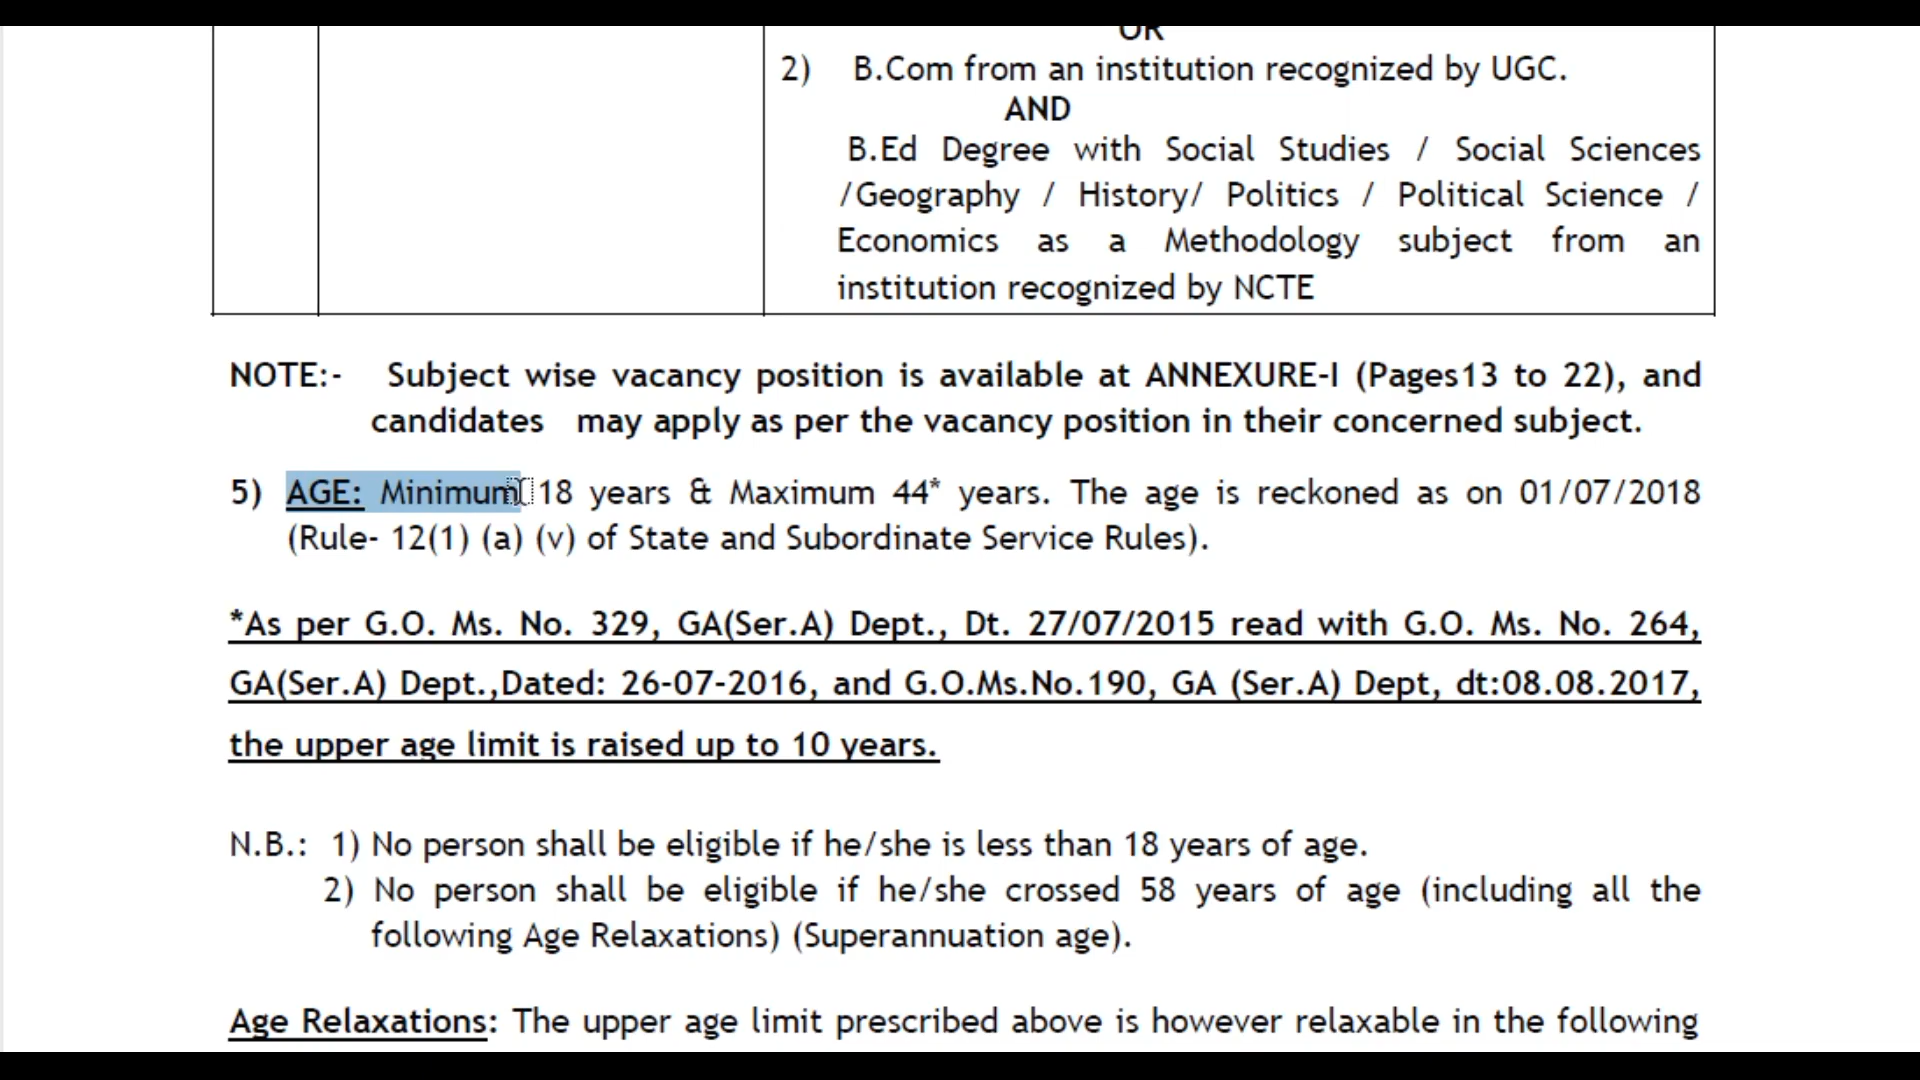 OR
2) B.Com from an institution recognized by UGC.
AND
B.Ed Degree with Social Studies / Social Sciences
/Geography / History/ Politics / Political Science /
Economics as a Methodology subject from an
institution recognized by NCTE
NOTE:- Subject wise vacancy position is available at ANNEXURE-I (Pages13 to 22), and
candidates may apply as per the vacancy position in their concerned subject.
5) AGE: Minimum 18 years & Maximum 44* years. The age is reckoned as on 01/07/2018
(Rule- 12(1) (a) (v) of State and Subordinate Service Rules).
*As per G.O. Ms. No. 329, GA(Ser.A) Dept., Dt. 27/07/2015 read with G.O. Ms. No. 264,
GA(Ser.A) Dept.,Dated: 26-07-2016, and G.O.Ms.No.190, GA (Ser.A) Dept, dt:08.08.2017,
the upper age limit is raised up to 10 years.
N.B.: 1) No person shall be eligible if he/she is less than 18 years of age.
2) No person shall be eligible if he/she crossed 58 years of age (including all the
following Age Relaxations) (Superannuation age).
Age Relaxations: The upper age limit prescribed above is however relaxable in the following